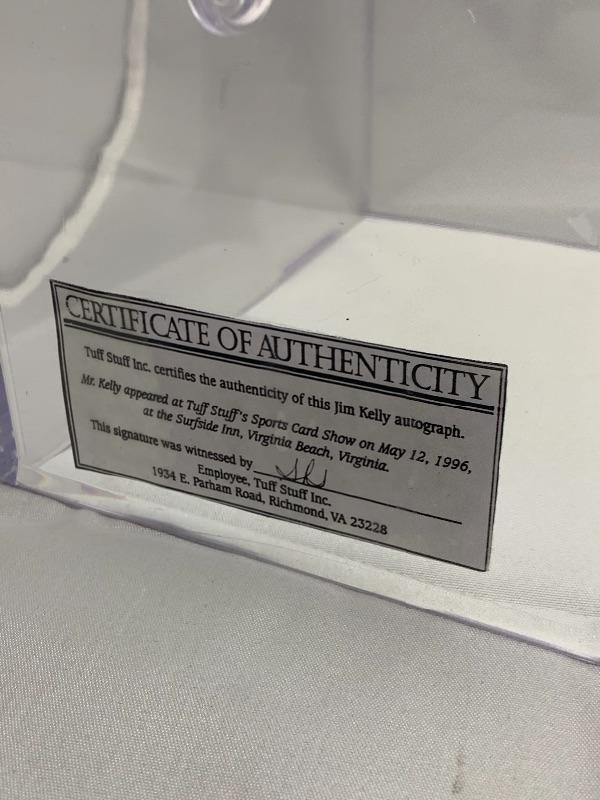 CERTIFICATE OF AUTHENTICITY
Tuff Stuff Inc. certifies the authenticity of this Jim Kelly autograph.
Mr. Kelly appeared at Tuff Stuff's Sports Card Show on May 12, 1996,
at the Surfside Inn, Virginia Beach, Virginia.
This signature was witnessed by
Employee, Tuff Stuff Inc.
1934 E. Parham Road, Richmond, VA 23228